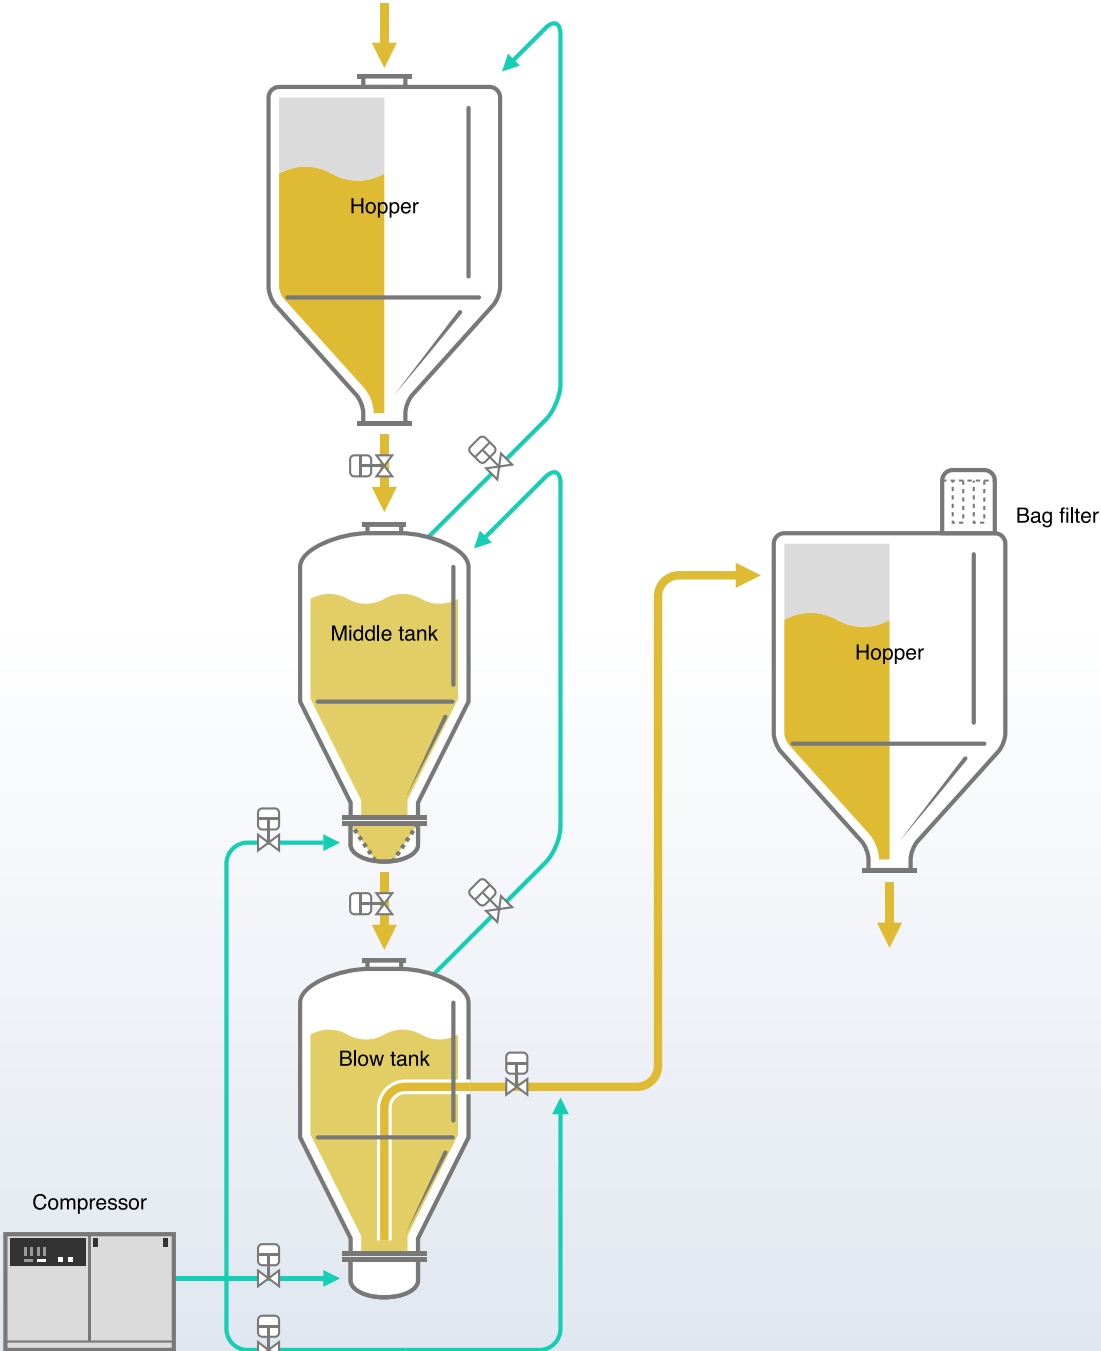 Hopper
Bag filter
Middle tank
Hopper
Blow tank
Compressor